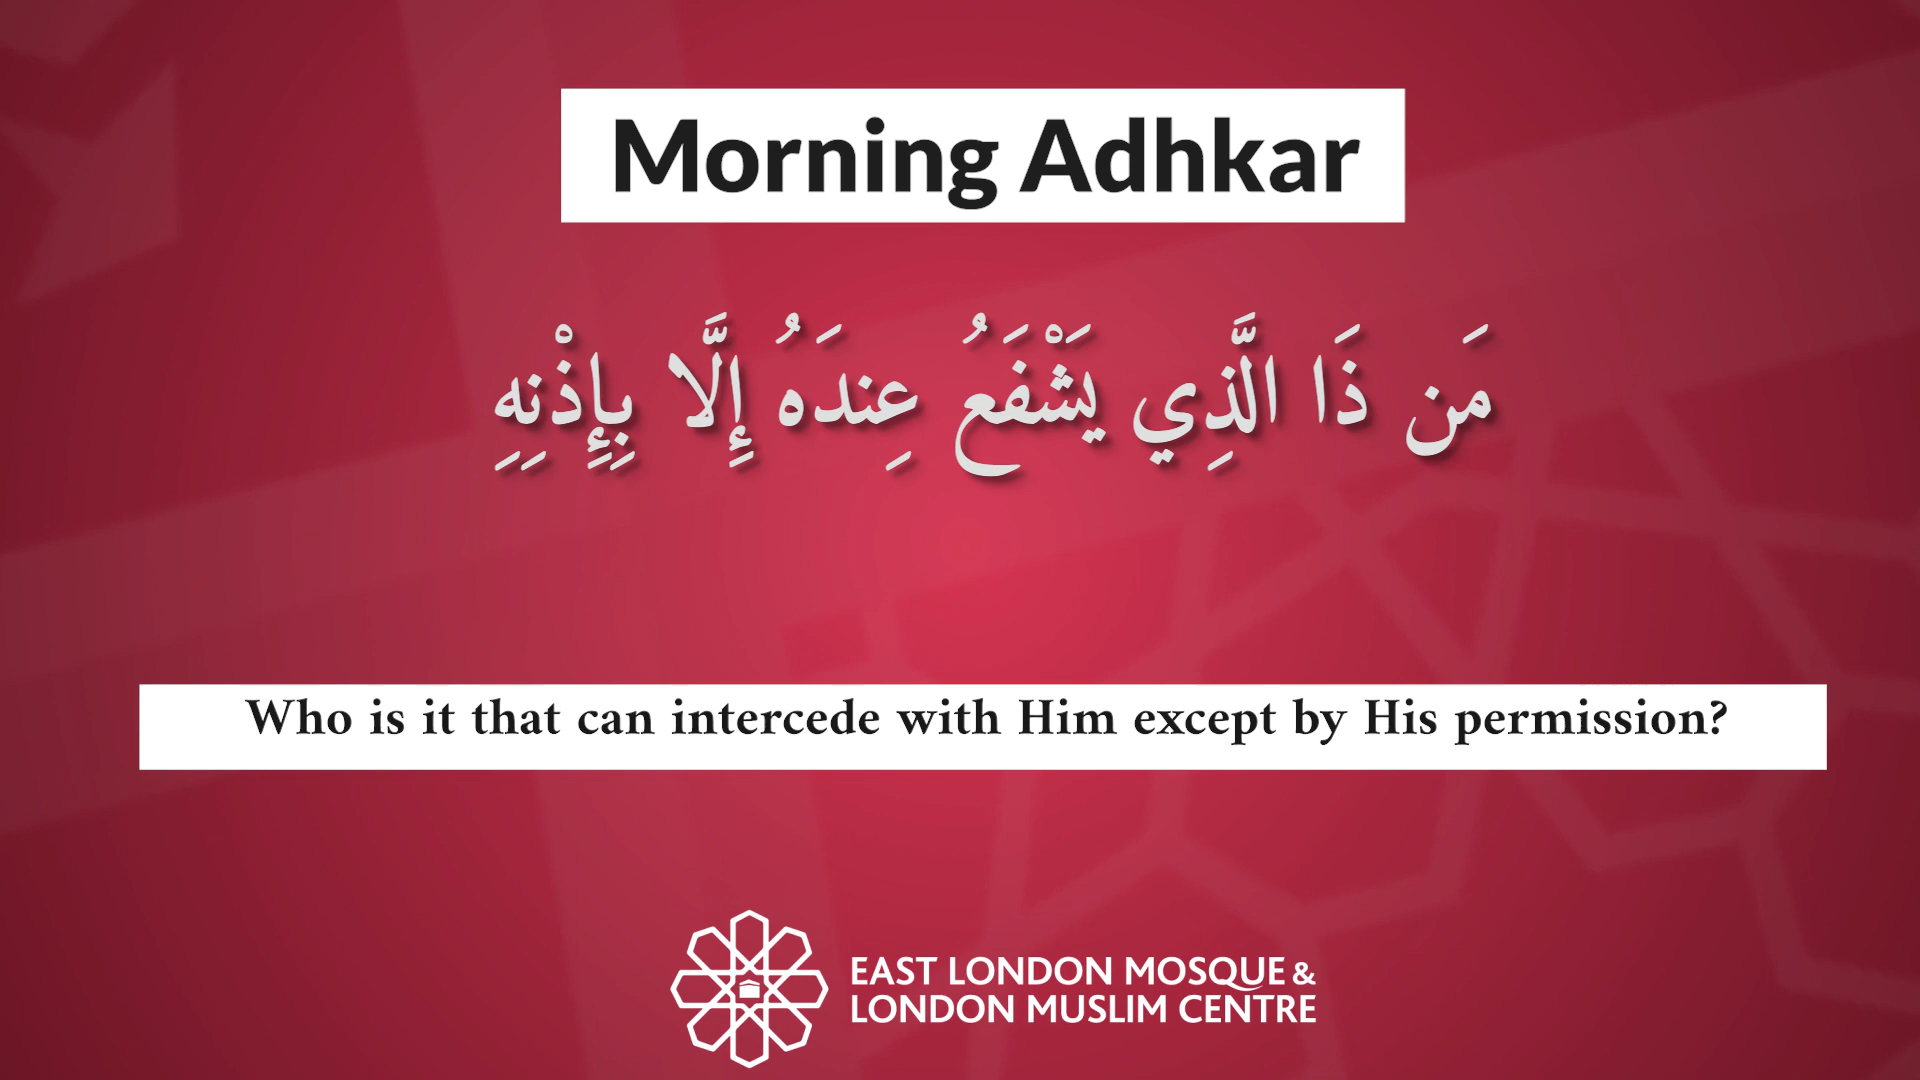 Morning Adhkar
مَن ذَا الَّذِي يَشْفَعُ عِندَهُ إِلَّا بِإِذْنِهِ
Who is it that can intercede with Him except by His permission?
EAST LONDON MOSQUE &
LONDON MUSLIM CENTRE